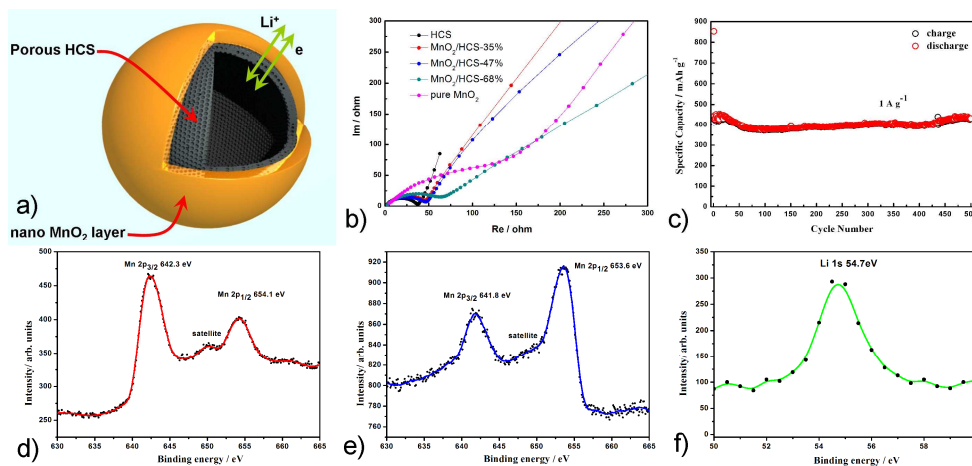 Li⁺
e
Porous HCS
a)
nano MnO₂ layer
300
250
200
150
100
50
0
Im / ohm
HCS
MnO₂/HCS-35%
MnO₂/HCS-47%
MnO₂/HCS-68%
pure MnO₂
0 50 100 150 200 250 300
Re / ohm
b)
900
800
700
600
500
400
300
200
100
0
Specific Capacity / mAh g⁻¹
charge
discharge
1 A g⁻¹
0 50 100 150 200 250 300 350 400 450 500
Cycle Number
c)
500
450
400
350
300
250
Intensity/ arb. units
Mn 2p₃/₂ 642.3 eV
Mn 2p₁/₂ 654.1 eV
satellite
630 635 640 645 650 655 660 665
Binding energy / eV
d)
920
900
880
860
840
820
800
780
760
Intensity/ arb. units
Mn 2p₁/₂ 653.6 eV
Mn 2p₃/₂ 641.8 eV
satellite
630 635 640 645 650 655 660 665
Binding energy / eV
e)
350
300
250
200
150
100
50
0
Intensity/ arb. units
Li 1s 54.7eV
50 52 54 56 58
Binding energy / eV
f)